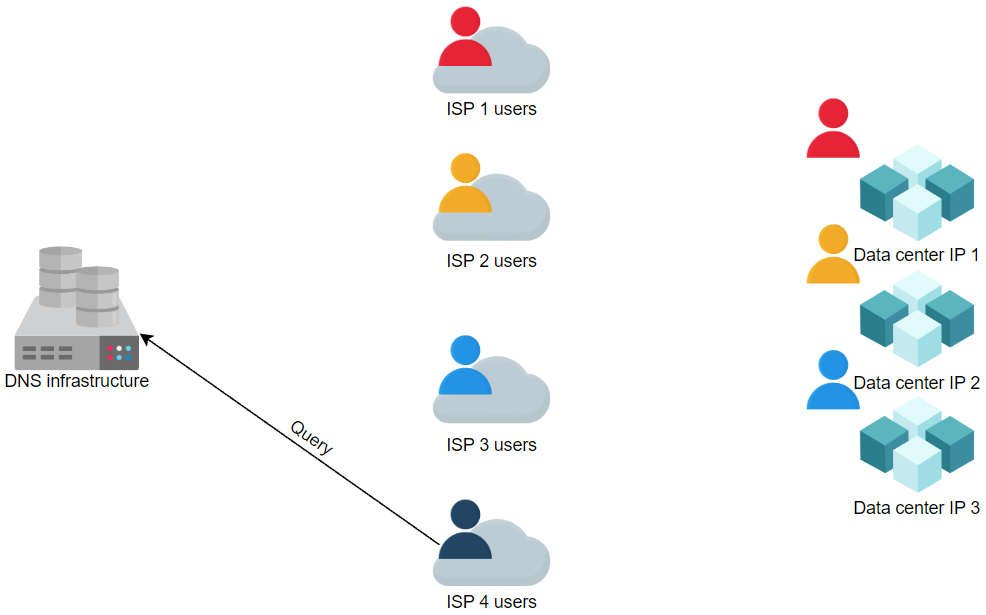 ISP 1 users
ISP 2 users
Data center IP 1
DNS infrastructure
Data center IP 2
Query
ISP 3 users
Data center IP 3
ISP 4 users